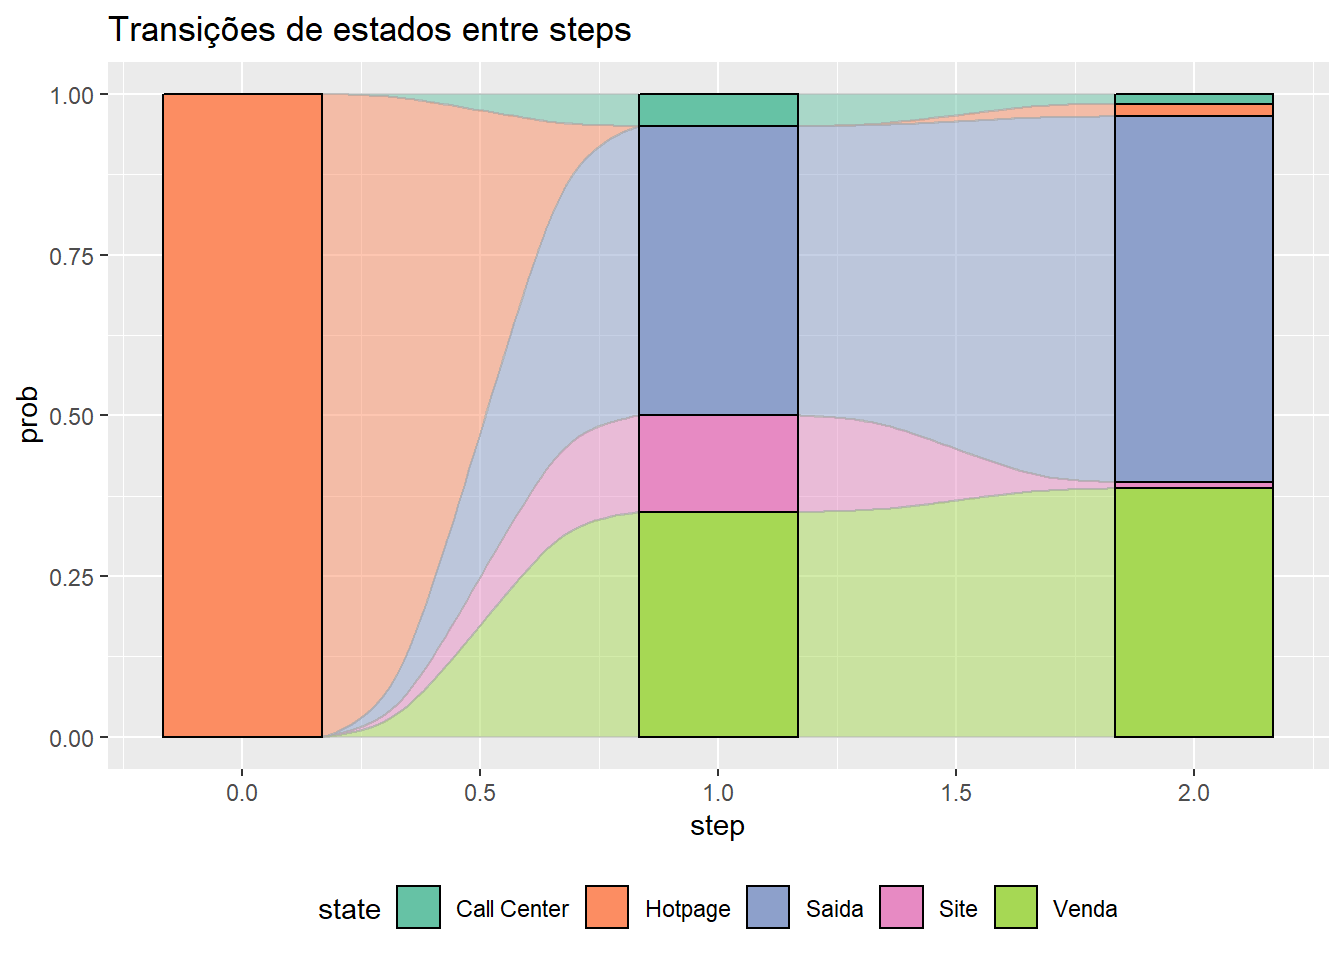 Transições de estados entre steps
prob
1.00
0.75
0.50
0.25
0.00
0.0 0.5 1.0 1.5 2.0
step
state Call Center Hotpage Saida Site Venda